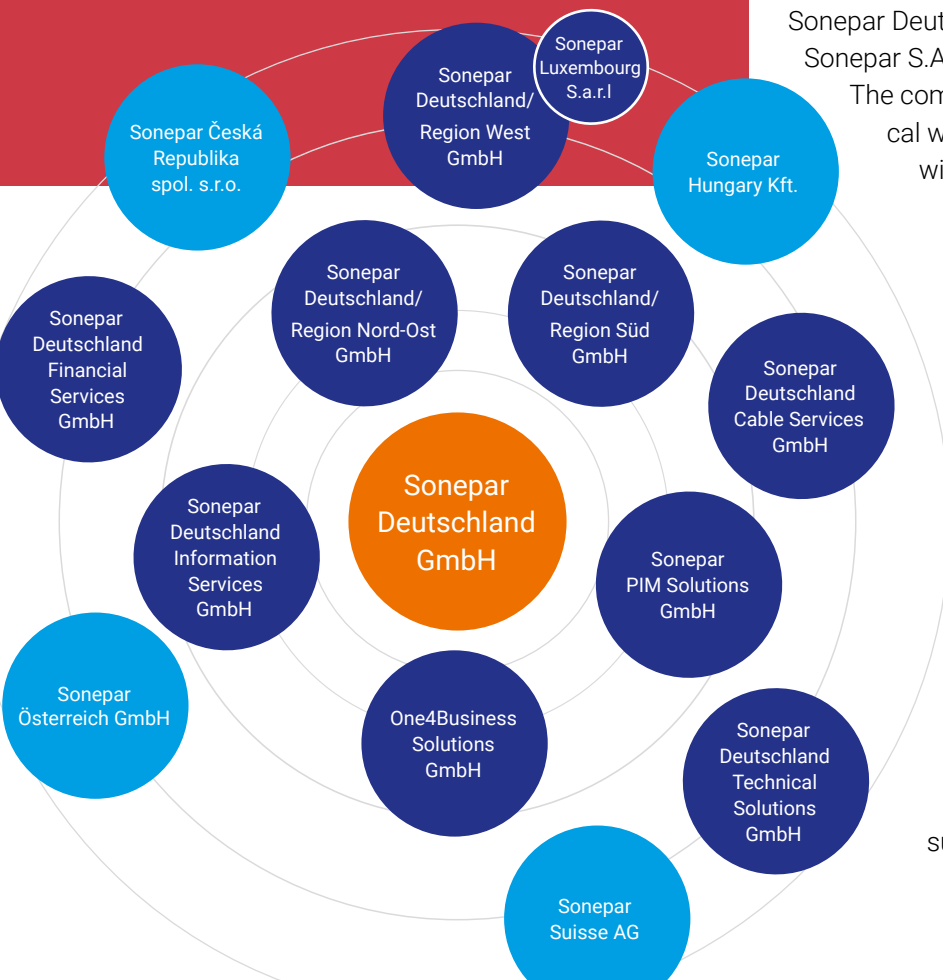 Sonepar Deut
Sonepar S.A
The com
cal w
wi
Sonepar
Luxembourg
S.a.r.l
Sonepar
Deutschland/
Region West
GmbH
Sonepar Česká
Republika
spol. s.r.o.
Sonepar
Hungary Kft.
Sonepar
Deutschland/
Region Nord-Ost
GmbH
Sonepar
Deutschland/
Region Süd
GmbH
Sonepar
Deutschland
Financial
Services
GmbH
Sonepar
Deutschland
Cable Services
GmbH
Sonepar
Deutschland
GmbH
Sonepar
Deutschland
Information
Services
GmbH
Sonepar
PIM Solutions
GmbH
Sonepar
Österreich GmbH
One4Business
Solutions
GmbH
Sonepar
Deutschland
Technical
Solutions
GmbH
su
Sonepar
Suisse AG